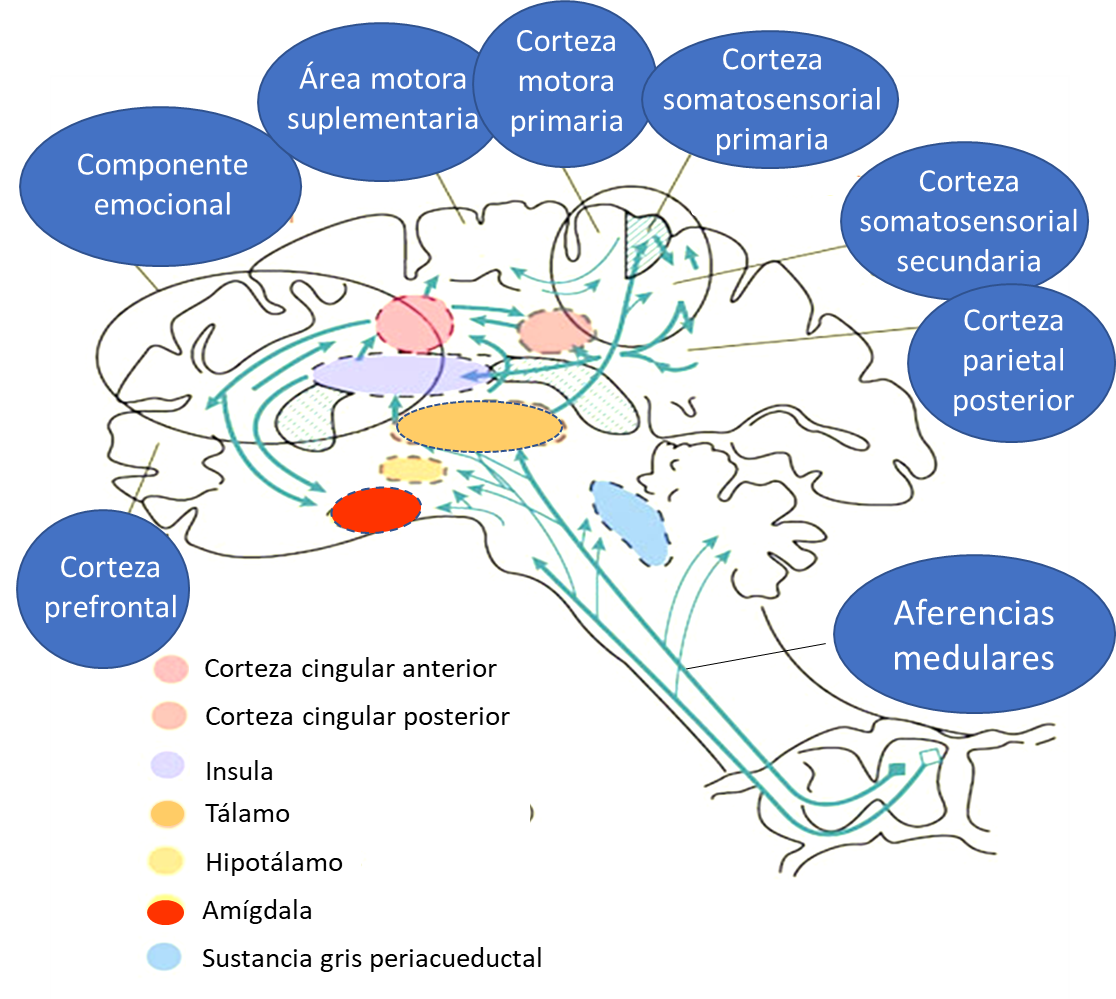 Componente
emocional
Área motora
suplementaria
Corteza
motora
primaria
Corteza
somatosensorial
primaria
Corteza
somatosensorial
secundaria
Corteza
parietal
posterior
Corteza
prefrontal
Aferencias
medulares
Corteza cingular anterior
Corteza cingular posterior
Insula
Tálamo
Hipotálamo
Amígdala
Sustancia gris periacueductal